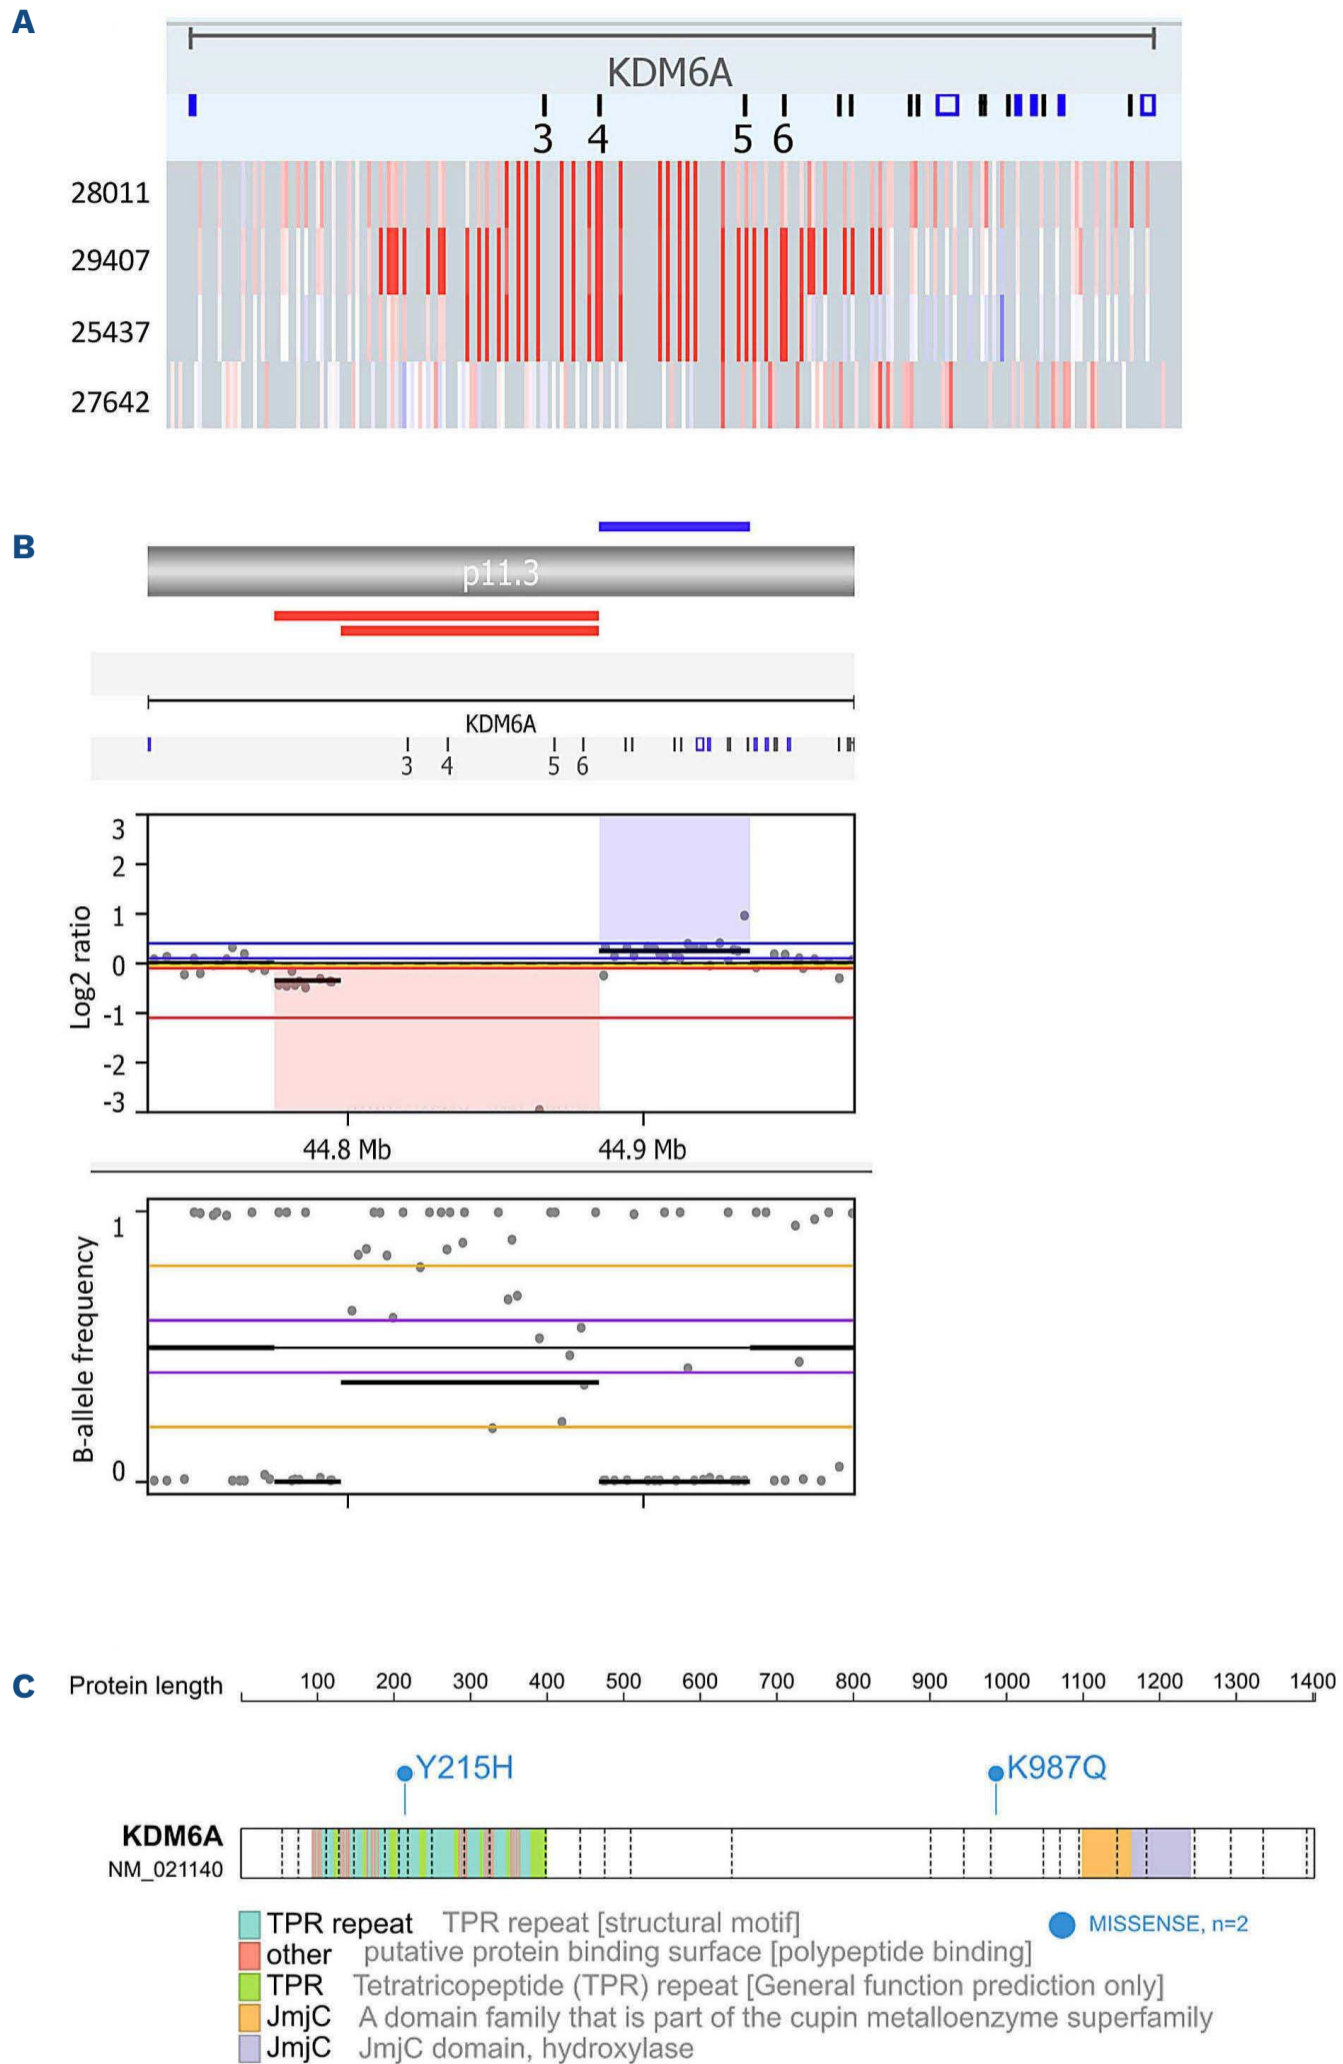 A
KDM6A
3 4 5 6
28011
29407
25437
27642
B
p11.3
KDM6A
3 4 5 6
Log2 ratio
3
2
1
0
-1
-2
-3
44.8 Mb 44.9 Mb
B-allele frequency
1
0
C
Protein length 100 200 300 400 500 600 700 800 900 1000 1100 1200 1300 1400
Y215H K987Q
KDM6A
NM_021140
TPR repeat TPR repeat [structural motif] MISSENSE, n=2
other putative protein binding surface [polypeptide binding]
TPR Tetratricopeptide (TPR) repeat [General function prediction only]
JmjC A domain family that is part of the cupin metalloenzyme superfamily
JmjC JmjC domain, hydroxylase